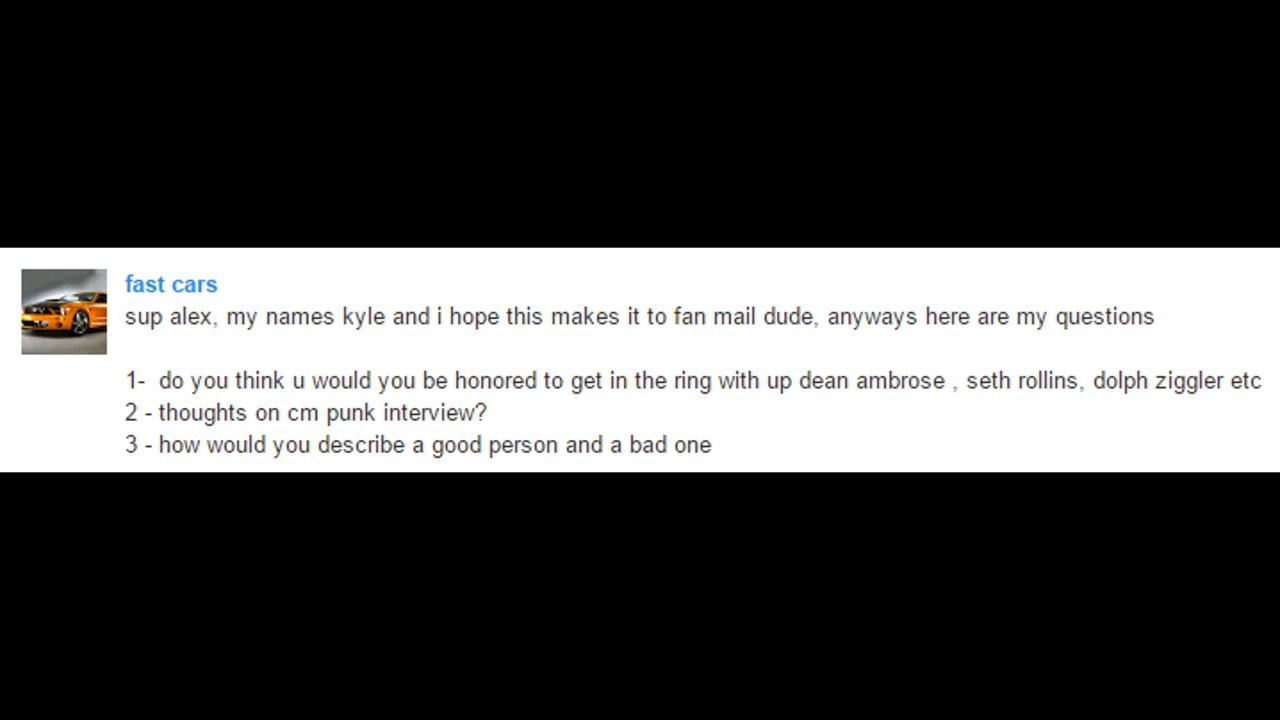 fast cars
sup alex, my names kyle and i hope this makes it to fan mail dude, anyways here are my questions
1-  do you think u would you be honored to get in the ring with up dean ambrose , seth rollins, dolph ziggler etc
2 - thoughts on cm punk interview?
3 - how would you describe a good person and a bad one